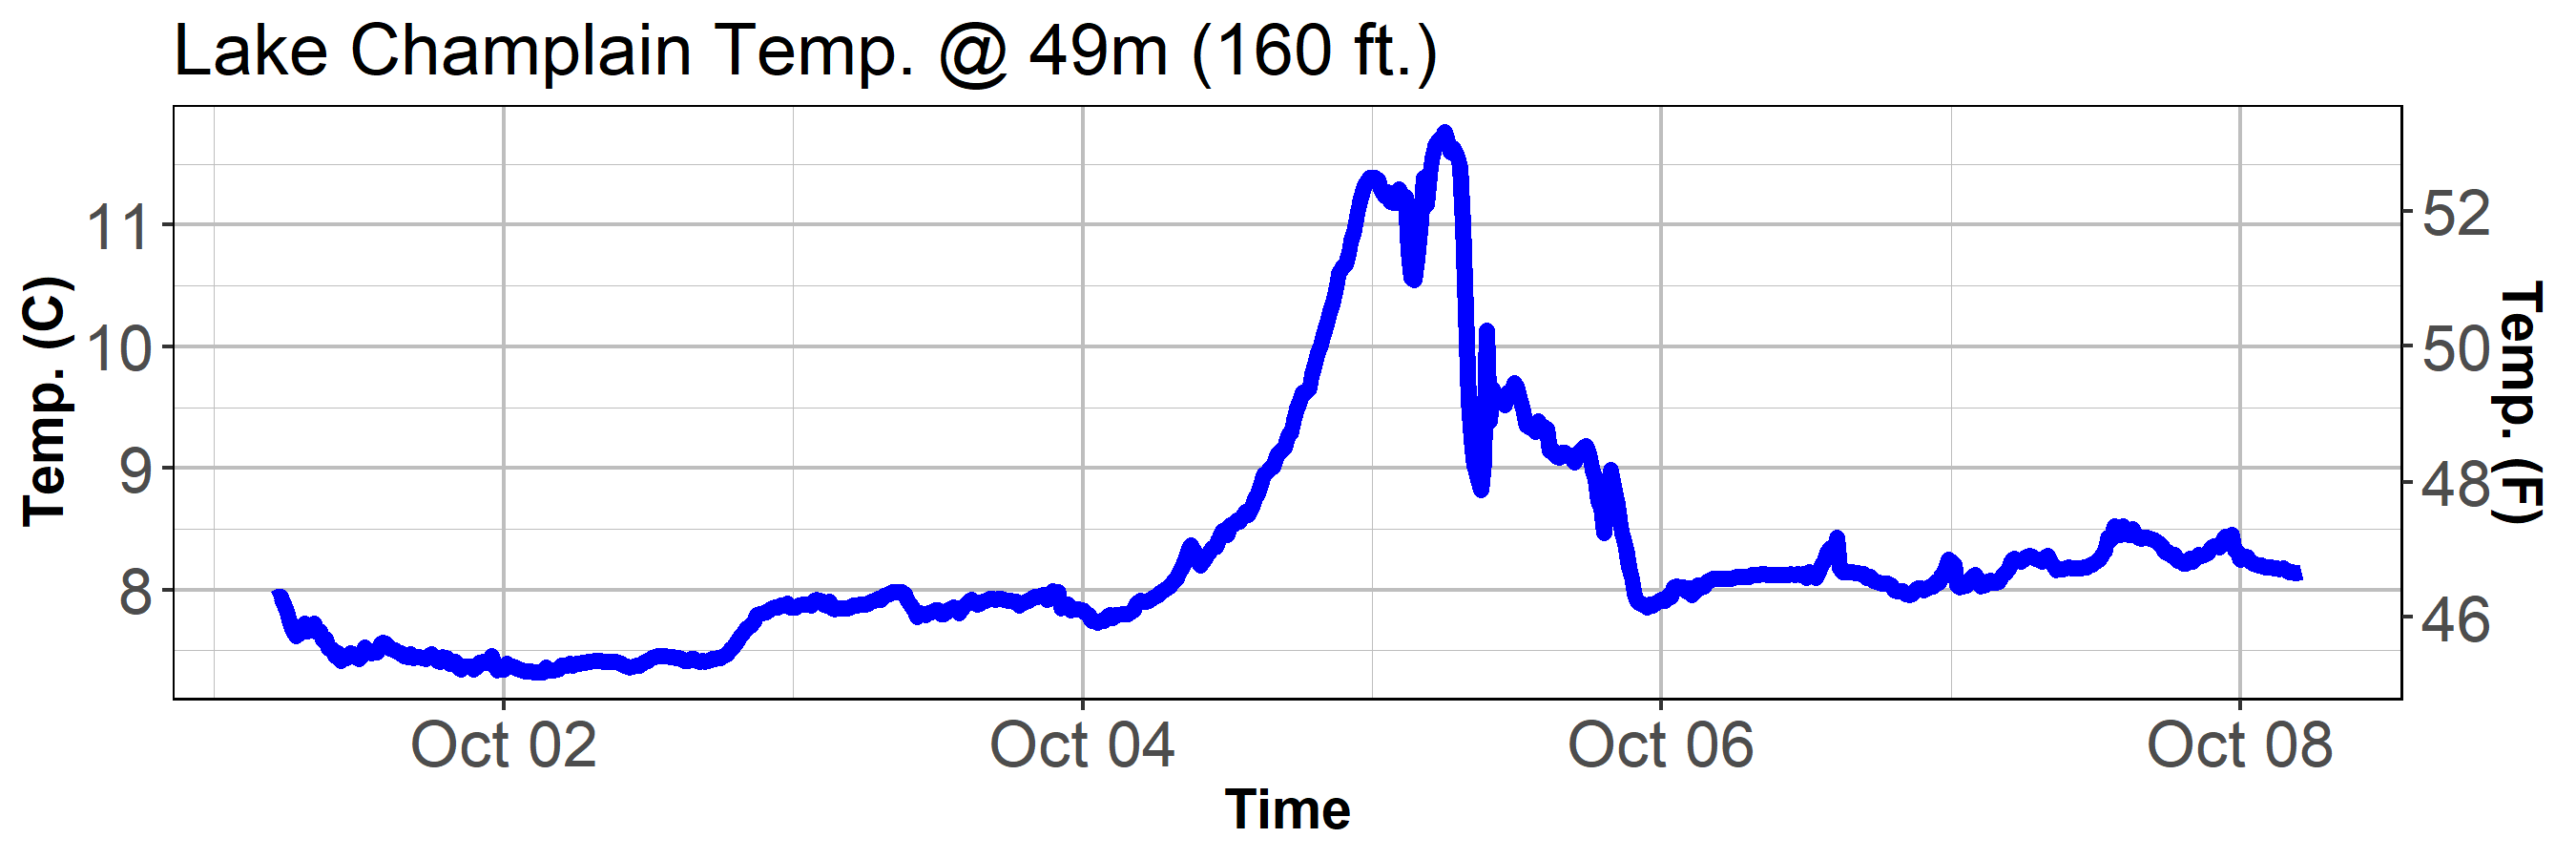 Lake Champlain Temp. @ 49m (160 ft.)
Temp. (C)
11
10
9
8
52
50
48
46
Temp. (F)
Oct 02 Oct 04 Oct 06 Oct 08
Time